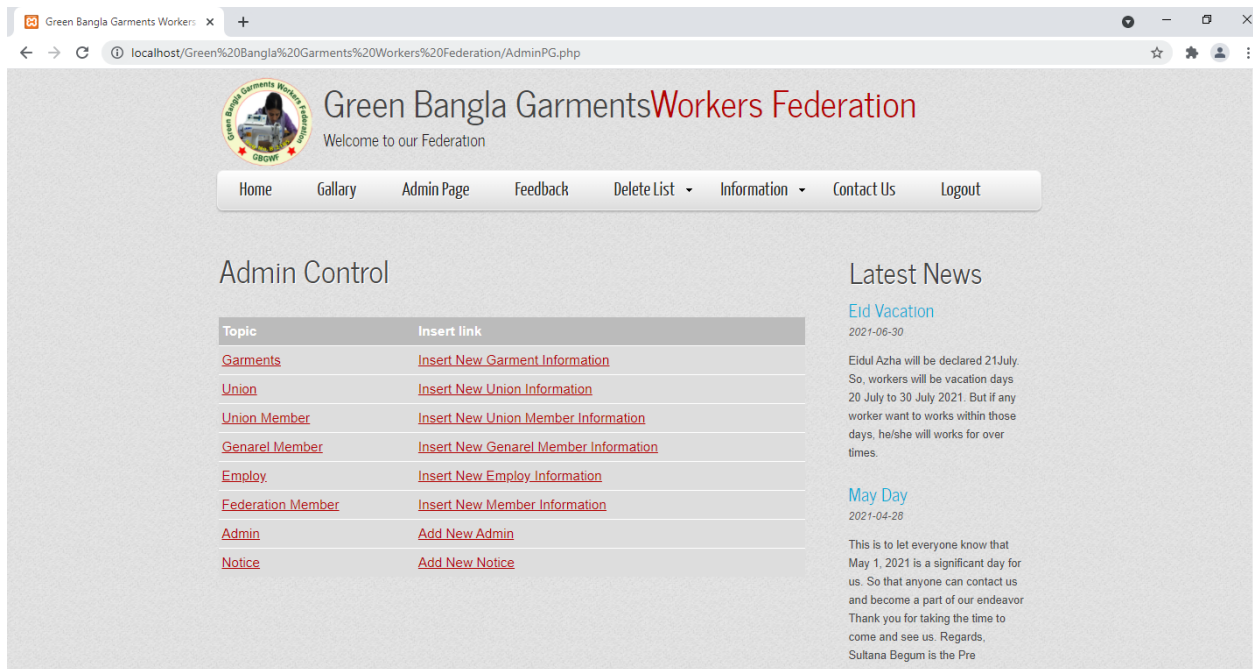 Green Bangla Garments Workers
localhost/Green%20Bangla%20Garments%20Workers%20Federation/AdminPG.php
Green Bangla Garments Workers Federation
GBGWF
Green Bangla GarmentsWorkers Federation
Welcome to our Federation
Home Gallary Admin Page Feedback Delete List Information Contact Us Logout
Admin Control
Topic Insert link
Garments Insert New Garment Information
Union Insert New Union Information
Union Member Insert New Union Member Information
Genarel Member Insert New Genarel Member Information
Employ Insert New Employ Information
Federation Member Insert New Member Information
Admin Add New Admin
Notice Add New Notice
Latest News
Eid Vacation
2021-06-30
Eidul Azha will be declared 21July.
So, workers will be vacation days
20 July to 30 July 2021. But if any
worker want to works within those
days, he/she will works for over
times.
May Day
2021-04-28
This is to let everyone know that
May 1, 2021 is a significant day for
us. So that anyone can contact us
and become a part of our endeavor
Thank you for taking the time to
come and see us. Regards,
Sultana Begum is the Pre